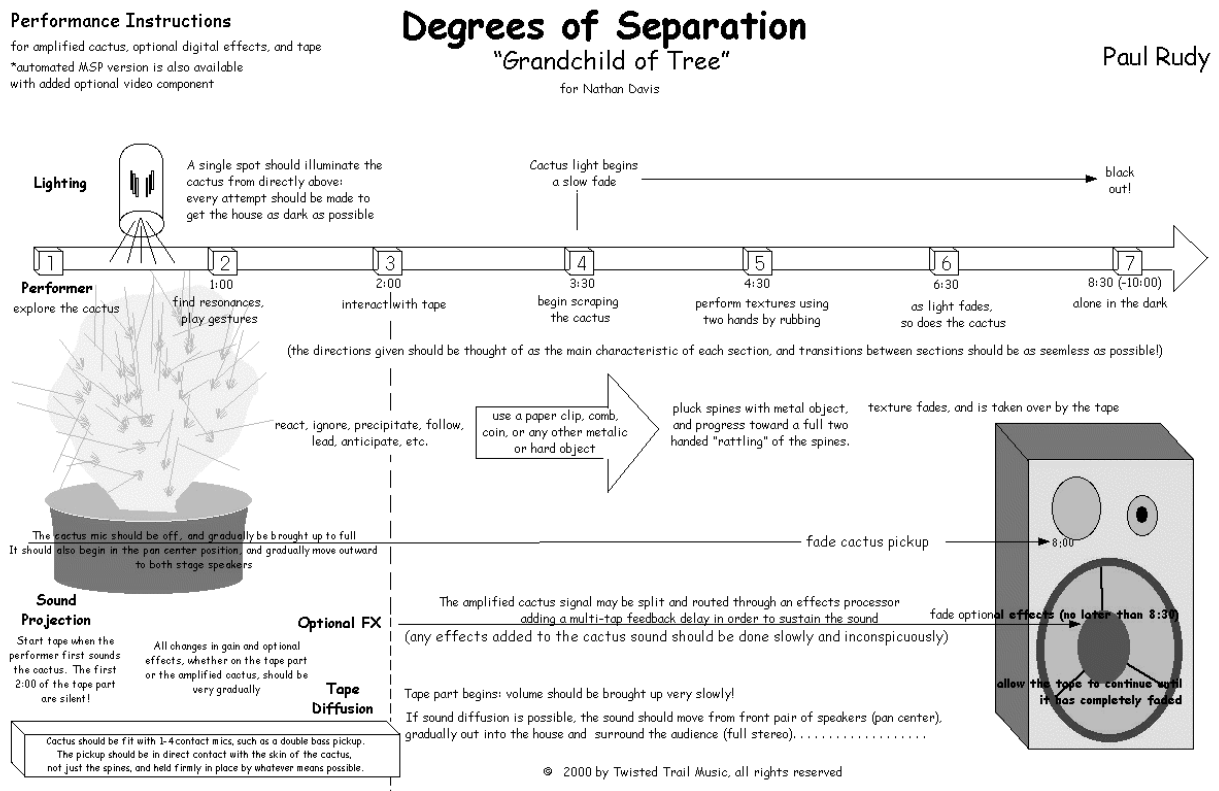 Performance Instructions
for amplified cactus, optional digital effects, and tape
*automated MSP version is also available
with added optional video component
Degrees of Separation
“Grandchild of Tree”
for Nathan Davis
Paul Rudy
Lighting
A single spot should illuminate the
cactus from directly above:
every attempt should be made to
get the house as dark as possible
Cactus light begins
a slow fade
black
out!
1
2
3
4
5
6
7
Performer
explore the cactus
1:00
find resonances,
play gestures
2:00
interact with tape
3:30
begin scraping
the cactus
4:30
perform textures using
two hands by rubbing
6:30
as light fades,
so does the cactus
8:30 (-10:00)
alone in the dark
(the directions given should be thought of as the main characteristic of each section, and transitions between sections should be as seemless as possible!)
react, ignore, precipitate, follow,
lead, anticipate, etc.
use a paper clip, comb,
coin, or any other metalic
or hard object
pluck spines with metal object,
and progress toward a full two
handed "rattling" of the spines.
texture fades, and is taken over by the tape
The cactus mic should be off, and gradually be brought up to full
It should also begin in the pan center position, and gradually move outward
to both stage speakers
fade cactus pickup
8;00
Sound
Projection
Start tape when the
performer first sounds
the cactus. The first
2:00 of the tape part
are silent!
All changes in gain and optional
effects, whether on the tape part
or the amplified cactus, should be
very gradually
Optional FX
The amplified cactus signal may be split and routed through an effects processor
adding a multi-tap feedback delay in order to sustain the sound
(any effects added to the cactus sound should be done slowly and inconspicuously)
fade optional effects (no later than 8:30)
Tape
Diffusion
Tape part begins: volume should be brought up very slowly!
If sound diffusion is possible, the sound should move from front pair of speakers (pan center),
gradually out into the house and surround the audience (full stereo). . . . . . . . . . . . . . . . . . .
allow the tape to continue until
it has completely faded
Cactus should be fit with 1-4 contact mics, such as a double bass pickup.
The pickup should be in direct contact with the skin of the cactus,
not just the spines, and held firmly in place by whatever means possible.
© 2000 by Twisted Trail Music, all rights reserved